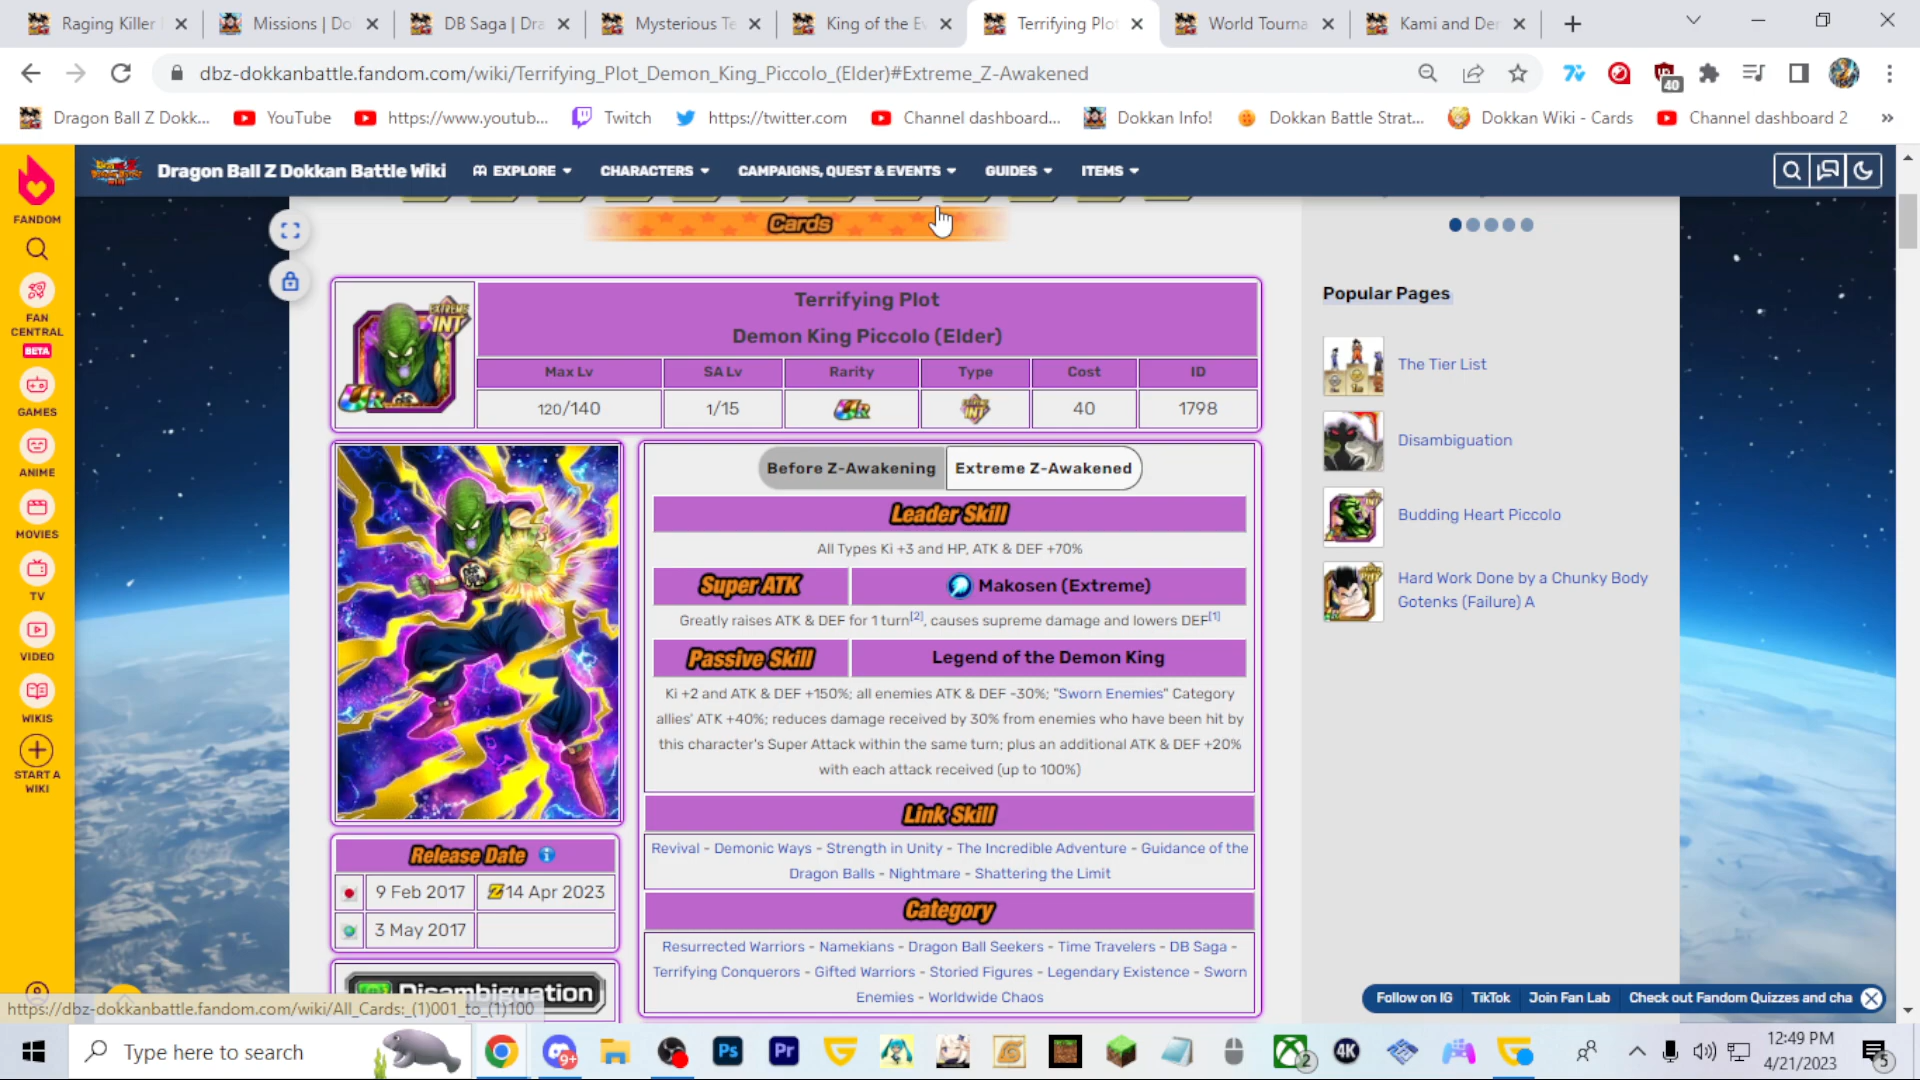 Raging Killer
Missions | Do
DB Saga | Dra
Mysterious Te
King of the Ev
Terrifying Plot
World Tourna
Kami and Der
dbz-dokkanbattle.fandom.com/wiki/Terrifying_Plot_Demon_King_Piccolo_(Elder)#Extreme_Z-Awakened
40
Dragon Ball Z Dokk...
YouTube
https://www.youtub...
Twitch
https://twitter.com
Channel dashboard...
Dokkan Info!
Dokkan Battle Strat...
Dokkan Wiki - Cards
Channel dashboard 2
»
Dragon Ball Z Dokkan Battle Wiki
EXPLORE
CHARACTERS
CAMPAIGNS, QUEST & EVENTS
GUIDES
ITEMS
FANDOM
FAN CENTRAL
BETA
GAMES
ANIME
MOVIES
TV
VIDEO
WIKIS
START A WIKI
Cards
Terrifying Plot
Demon King Piccolo (Elder)
EXTREME INT
UR
Max Lv SA Lv Rarity Type Cost ID
120/140 1/15 UR 40 1798
Before Z-Awakening Extreme Z-Awakened
Leader Skill
All Types Ki +3 and HP, ATK & DEF +70%
Super ATK Makosen (Extreme)
Greatly raises ATK & DEF for 1 turn[2], causes supreme damage and lowers DEF[1]
Passive Skill Legend of the Demon King
Ki +2 and ATK & DEF +150%; all enemies ATK & DEF -30%; "Sworn Enemies" Category
allies' ATK +40%; reduces damage received by 30% from enemies who have been hit by
this character's Super Attack within the same turn; plus an additional ATK & DEF +20%
with each attack received (up to 100%)
Link Skill
Revival - Demonic Ways - Strength in Unity - The Incredible Adventure - Guidance of the
Dragon Balls - Nightmare - Shattering the Limit
Category
Resurrected Warriors - Namekians - Dragon Ball Seekers - Time Travelers - DB Saga -
Terrifying Conquerors - Gifted Warriors - Storied Figures - Legendary Existence - Sworn
Enemies - Worldwide Chaos
Release Date
9 Feb 2017 14 Apr 2023
3 May 2017
Disambiguation
Popular Pages
The Tier List
Disambiguation
Budding Heart Piccolo
Hard Work Done by a Chunky Body
Gotenks (Failure) A
Follow on IG TikTok Join Fan Lab Check out Fandom Quizzes and cha
https://dbz-dokkanbattle.fandom.com/wiki/All_Cards:_(1)001_to_(1)100
Type here to search
9+
Ps
Pr
2
4K
12:49 PM
4/21/2023
5